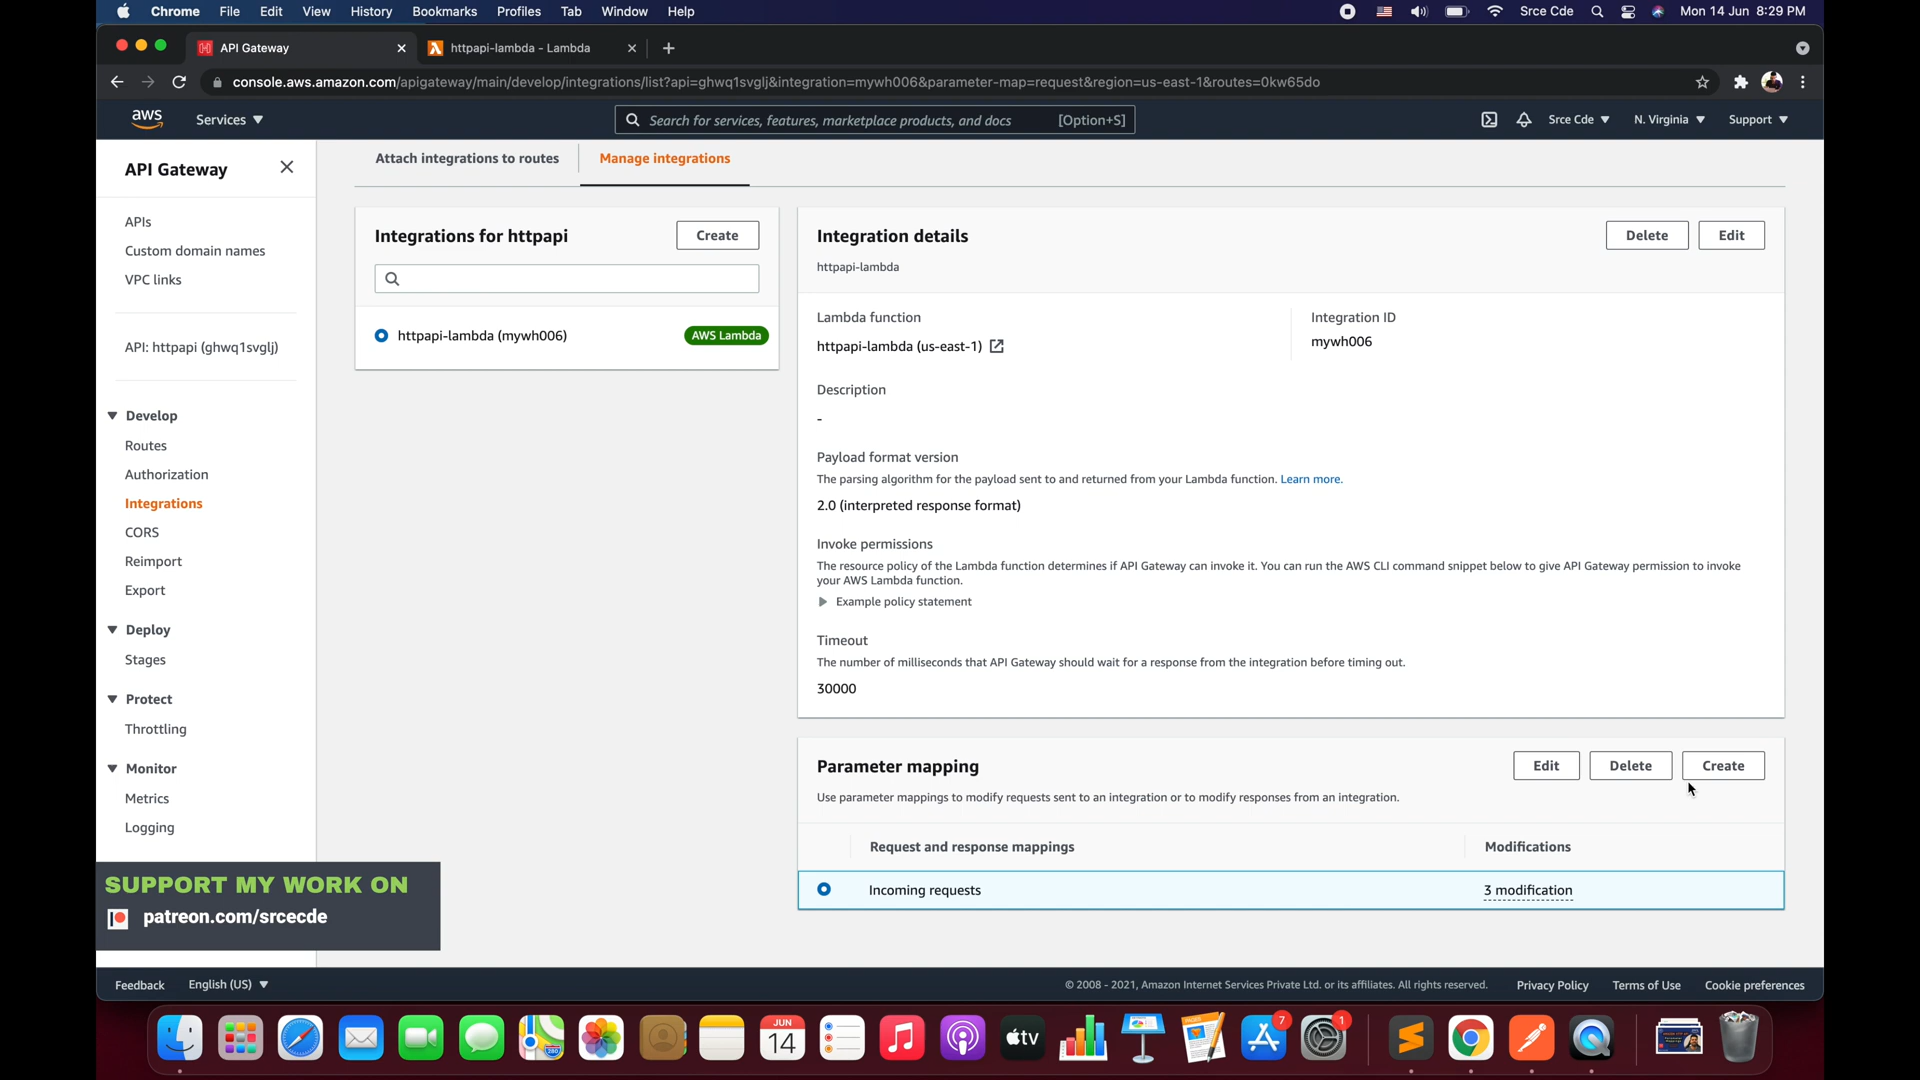 Chrome File Edit View History Bookmarks Profiles Tab Window Help Srce Cde Mon 14 Jun 8:29 PM
API Gateway httpapi-lambda - Lambda
console.aws.amazon.com/apigateway/main/develop/integrations/list?api=ghwq1svglj&integration=mywh006&parameter-map=request&region=us-east-1&routes=0kw65do
aws Services Search for services, features, marketplace products, and docs [Option+S] Srce Cde N. Virginia Support
API Gateway
APIs
Custom domain names
VPC links
API: httpapi (ghwq1svglj)
Develop
Routes
Authorization
Integrations
CORS
Reimport
Export
Deploy
Stages
Protect
Throttling
Monitor
Metrics
Logging
Attach integrations to routes Manage integrations
Integrations for httpapi Create
httpapi-lambda (mywh006) AWS Lambda
Integration details Delete Edit
httpapi-lambda
Lambda function
httpapi-lambda (us-east-1)
Integration ID
mywh006
Description
-
Payload format version
The parsing algorithm for the payload sent to and returned from your Lambda function. Learn more.
2.0 (interpreted response format)
Invoke permissions
The resource policy of the Lambda function determines if API Gateway can invoke it. You can run the AWS CLI command snippet below to give API Gateway permission to invoke
your AWS Lambda function.
Example policy statement
Timeout
The number of milliseconds that API Gateway should wait for a response from the integration before timing out.
30000
Parameter mapping Edit Delete Create
Use parameter mappings to modify requests sent to an integration or to modify responses from an integration.
Request and response mappings Modifications
Incoming requests 3 modification
SUPPORT MY WORK ON
patreon.com/srcecde
Feedback English (US) © 2008 - 2021, Amazon Internet Services Private Ltd. or its affiliates. All rights reserved. Privacy Policy Terms of Use Cookie preferences
JUN
14
tv
7
1
280